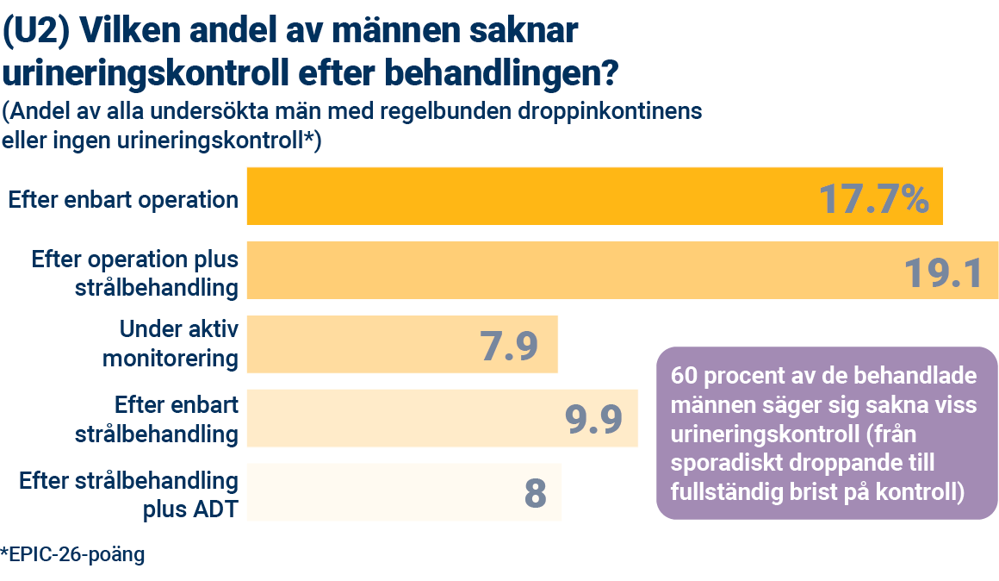 (U2) Vilken andel av männen saknar
urineringskontroll efter behandlingen?
(Andel av alla undersökta män med regelbunden droppinkontinens
eller ingen urineringskontroll*)
Efter enbart operation
17.7%
Efter operation plus
strålbehandling
19.1
Under aktiv
monitorering
7.9
Efter enbart
strålbehandling
9.9
Efter strålbehandling
plus ADT
8
60 procent av de behandlade
männen säger sig sakna viss
urineringskontroll (från
sporadiskt droppande till
fullständig brist på kontroll)
*EPIC-26-poäng